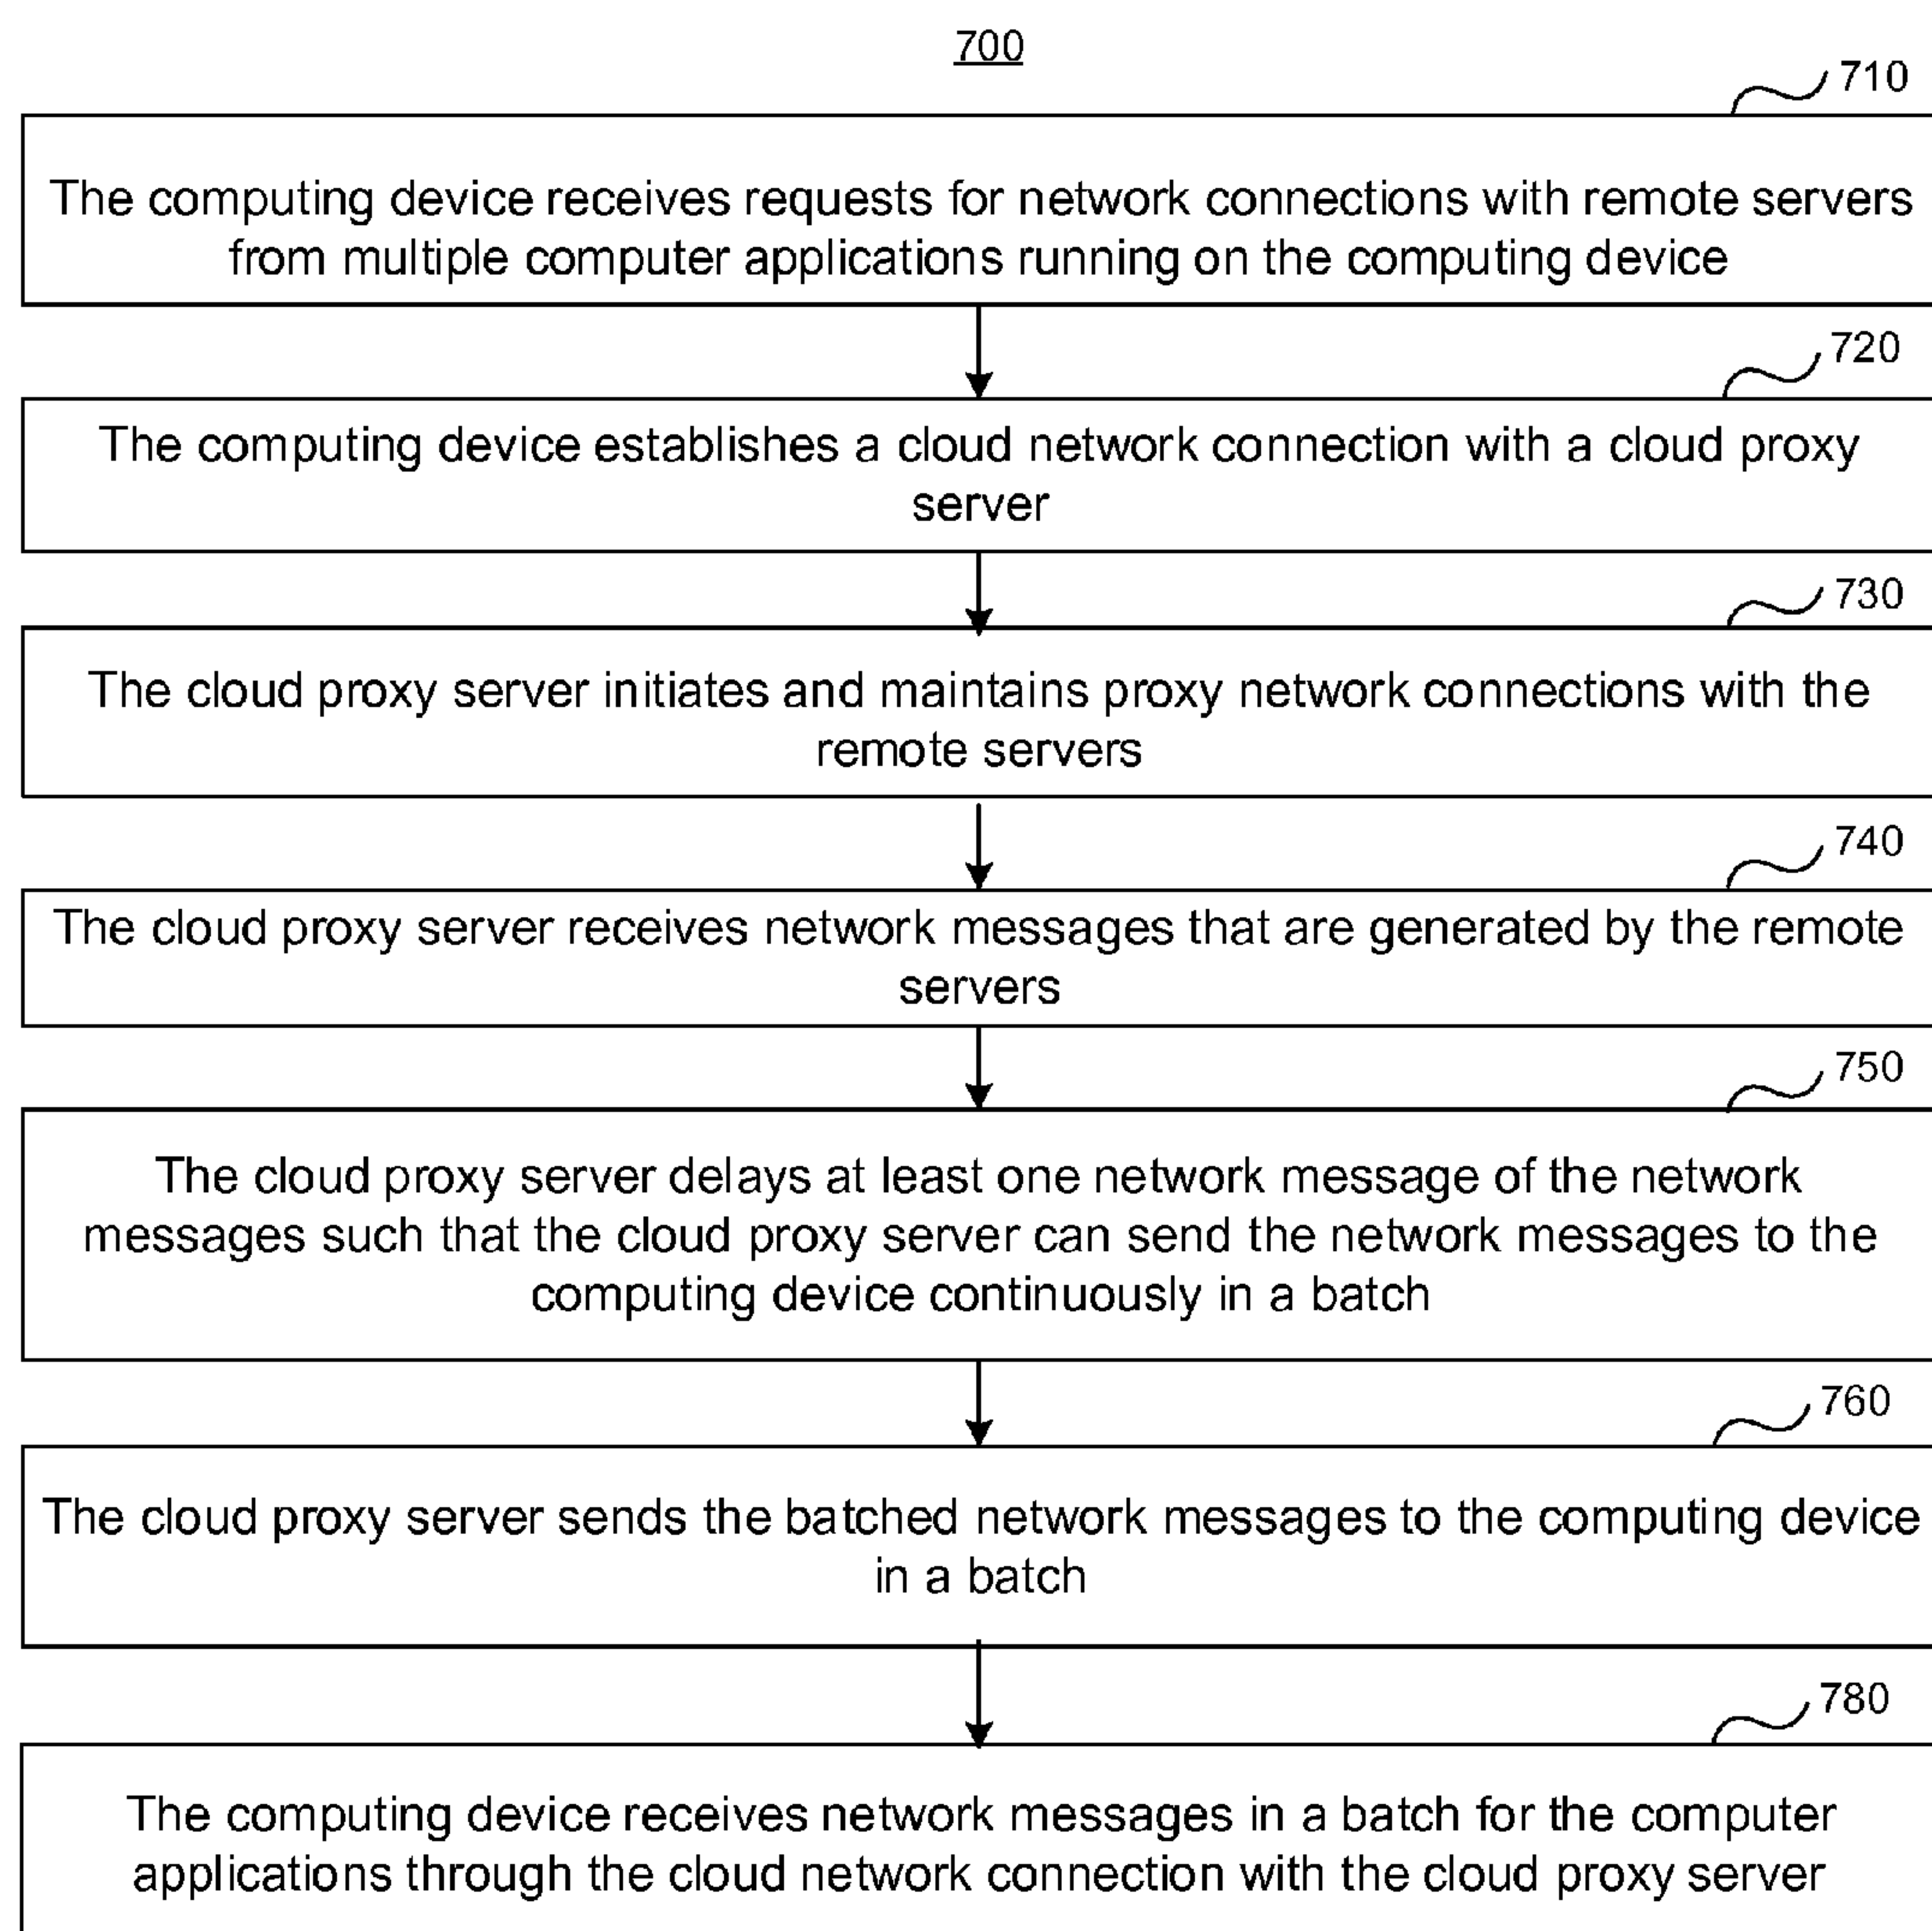 700
710
The computing device receives requests for network connections with remote servers
from multiple computer applications running on the computing device
720
The computing device establishes a cloud network connection with a cloud proxy
server
730
The cloud proxy server initiates and maintains proxy network connections with the
remote servers
740
The cloud proxy server receives network messages that are generated by the remote
servers
750
The cloud proxy server delays at least one network message of the network
messages such that the cloud proxy server can send the network messages to the
computing device continuously in a batch
760
The cloud proxy server sends the batched network messages to the computing device
in a batch
780
The computing device receives network messages in a batch for the computer
applications through the cloud network connection with the cloud proxy server